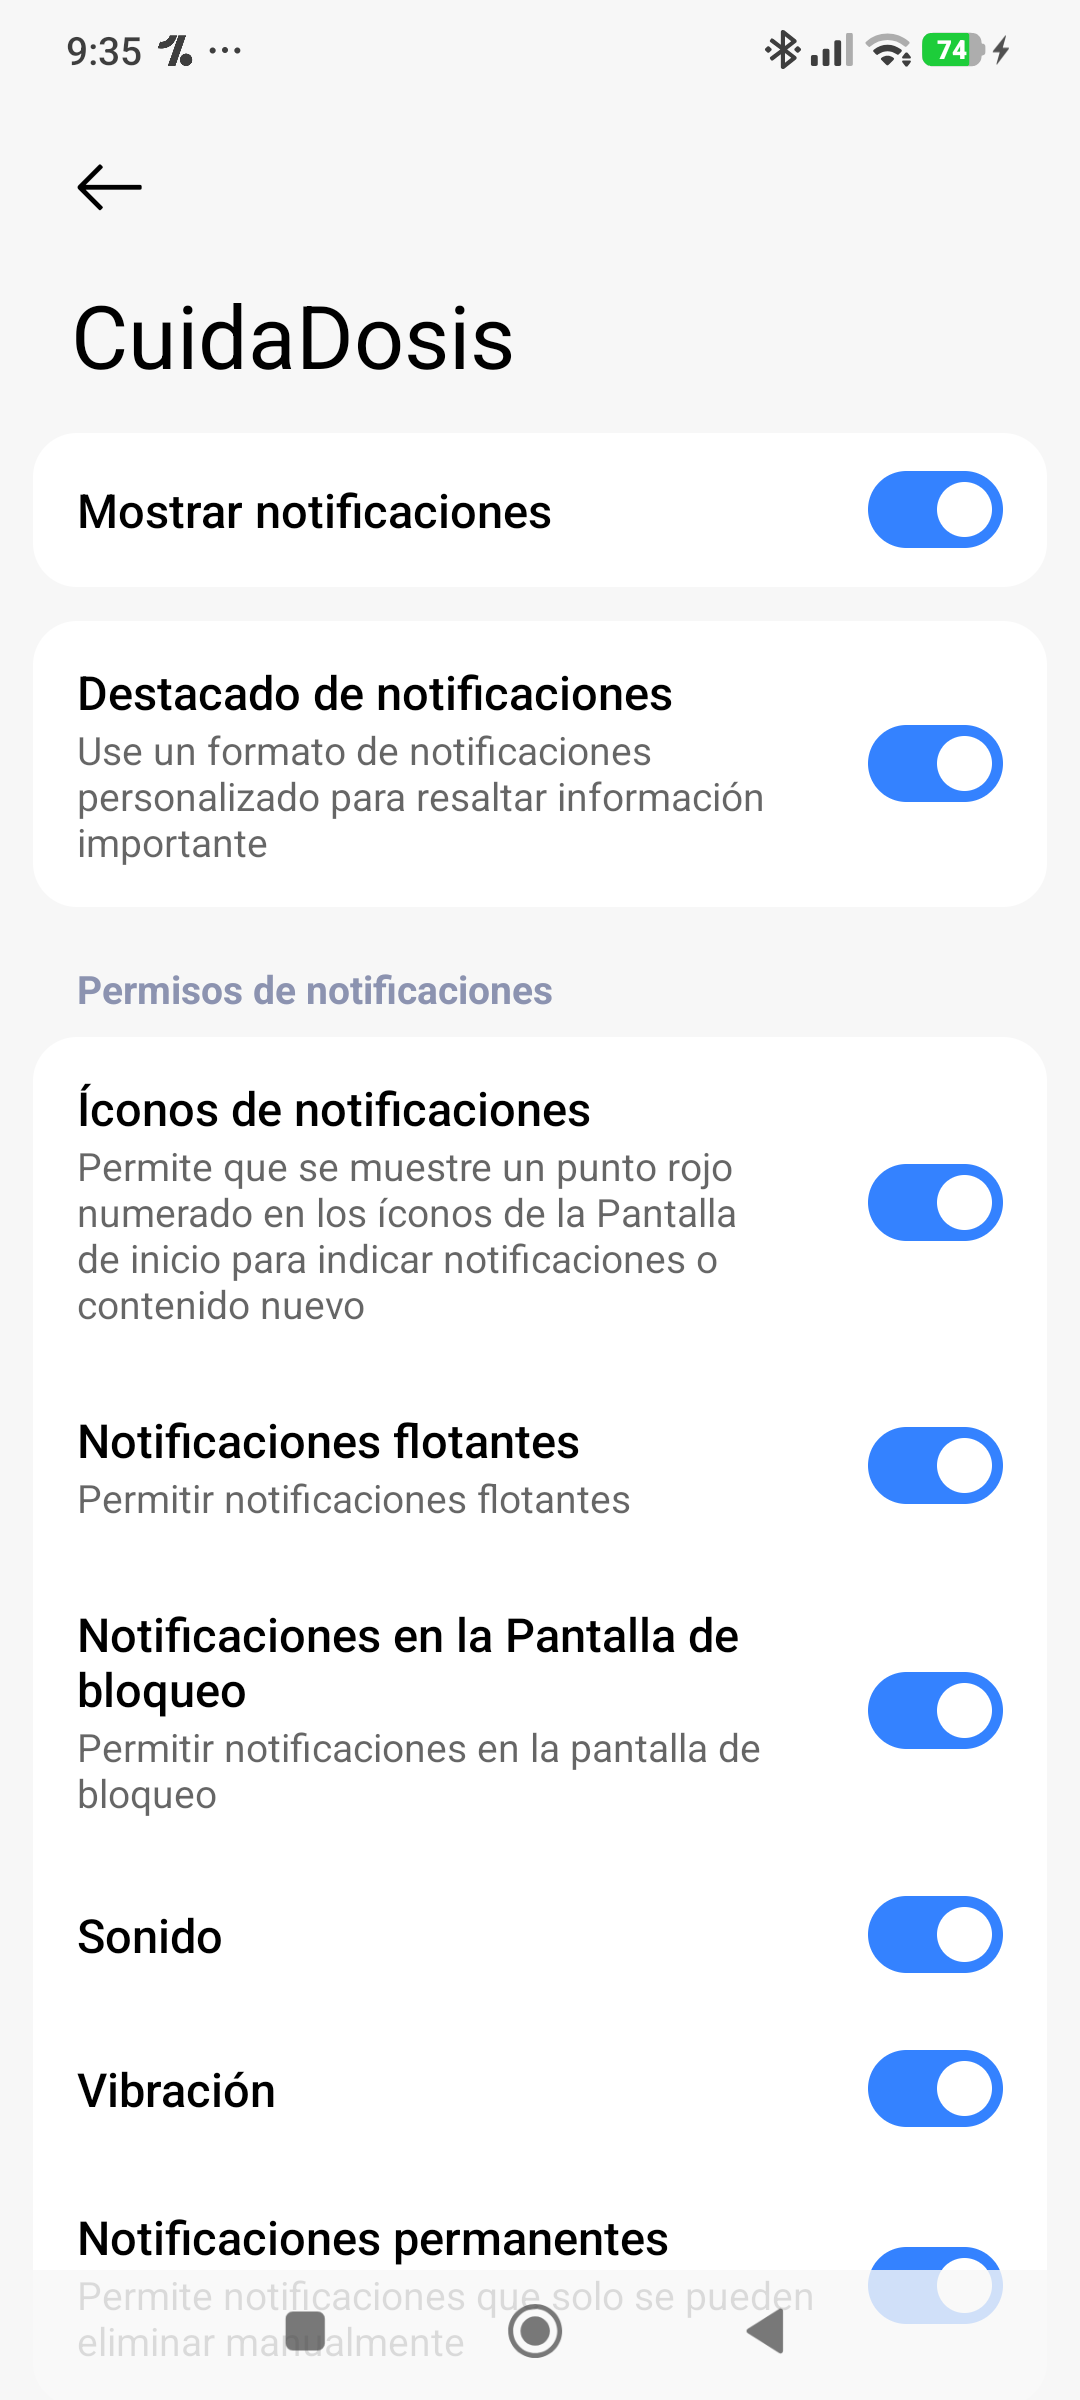 9:35
74
CuidaDosis
Mostrar notificaciones
Destacado de notificaciones
Use un formato de notificaciones
personalizado para resaltar información
importante
Permisos de notificaciones
Íconos de notificaciones
Permite que se muestre un punto rojo
numerado en los íconos de la Pantalla
de inicio para indicar notificaciones o
contenido nuevo
Notificaciones flotantes
Permitir notificaciones flotantes
Notificaciones en la Pantalla de
bloqueo
Permitir notificaciones en la pantalla de
bloqueo
Sonido
Vibración
Notificaciones permanentes
Permite notificaciones que solo se pueden
eliminar manualmente